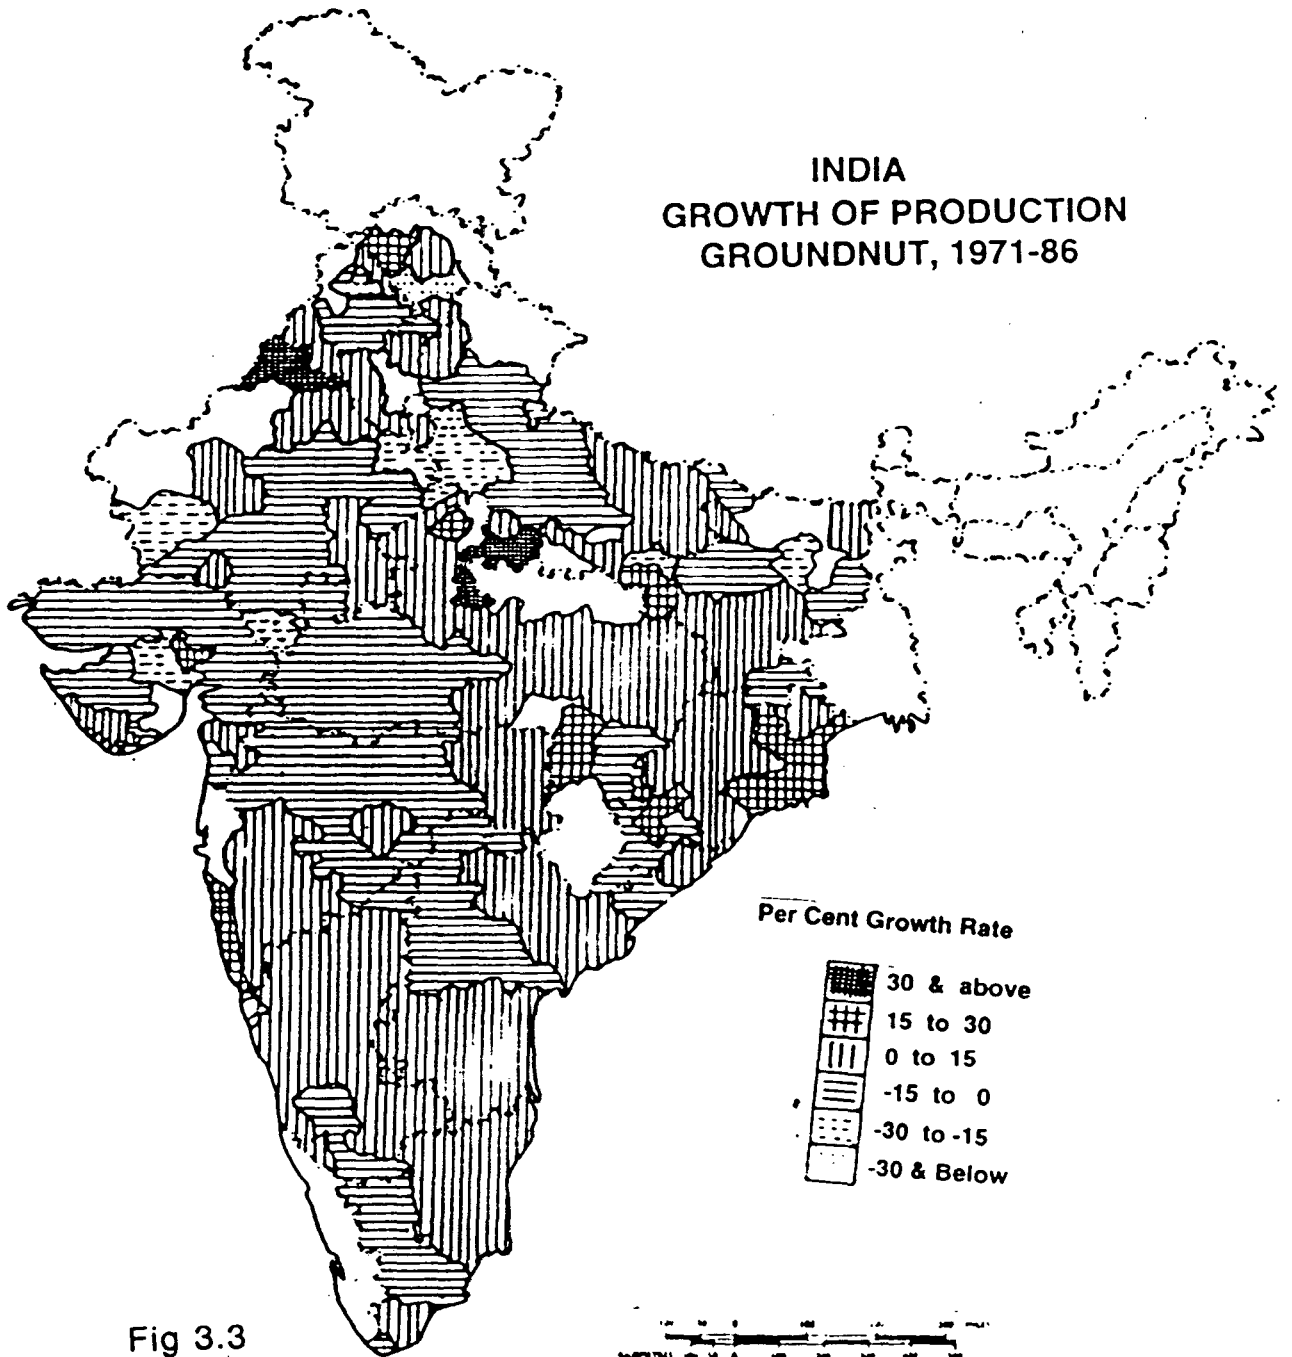 INDIA
GROWTH OF PRODUCTION
GROUNDNUT, 1971-86
Per Cent Growth Rate
30 & above
15 to 30
0 to 15
-15 to 0
-30 to -15
-30 & Below
Fig 3.3